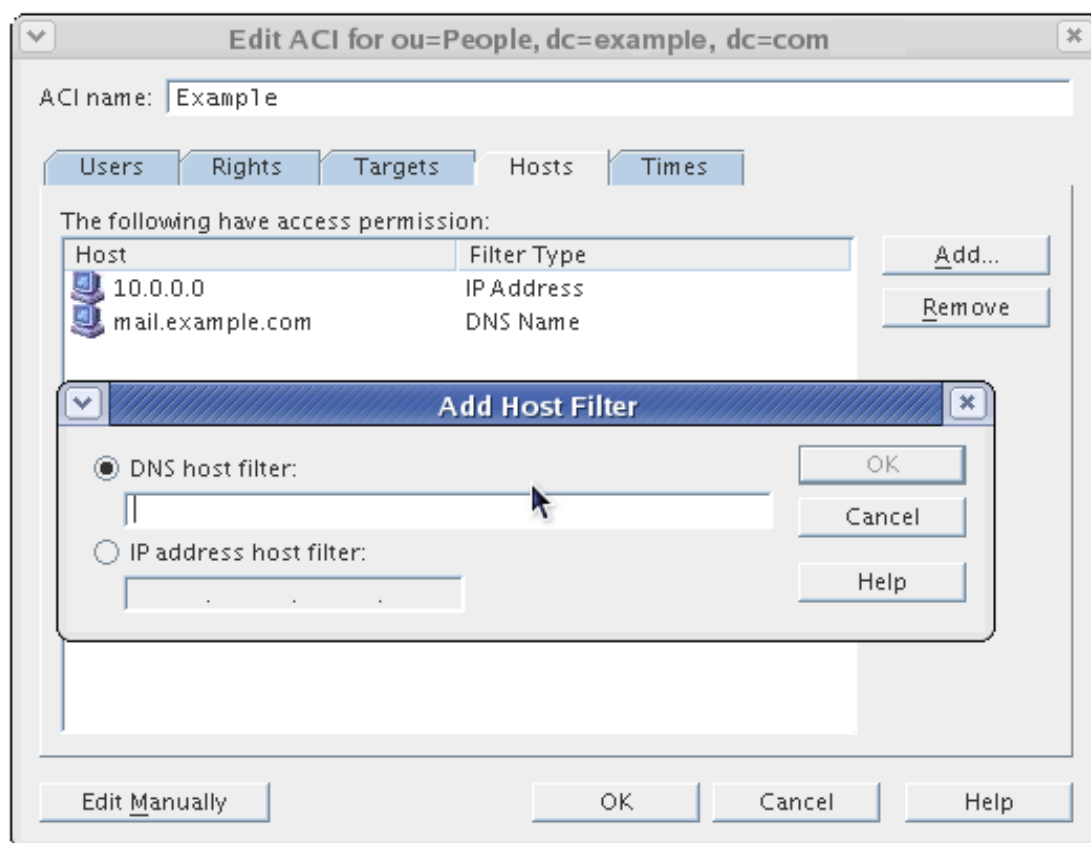 Edit ACI for ou=People, dc=example, dc=com
ACI name: Example
Users Rights Targets Hosts Times
The following have access permission:
Host Filter Type Add...
10.0.0.0 IP Address
mail.example.com DNS Name Remove
Add Host Filter
DNS host filter: OK
Cancel
IP address host filter:
. . . Help
Edit Manually OK Cancel Help